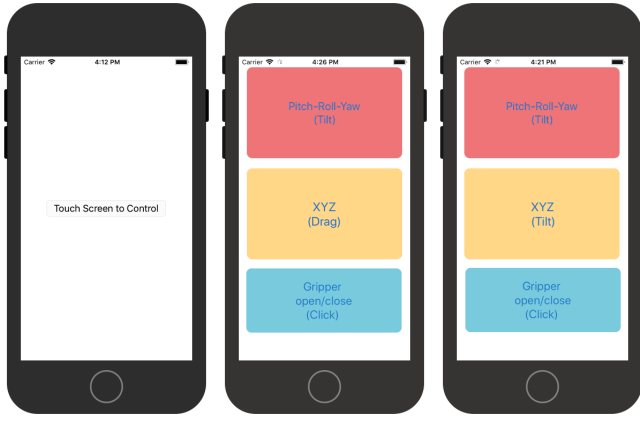 Carrier 4:12 PM
Touch Screen to Control
Carrier 4:26 PM
Pitch-Roll-Yaw
(Tilt)
XYZ
(Drag)
Gripper
open/close
(Click)
Carrier 4:21 PM
Pitch-Roll-Yaw
(Tilt)
XYZ
(Tilt)
Gripper
open/close
(Click)